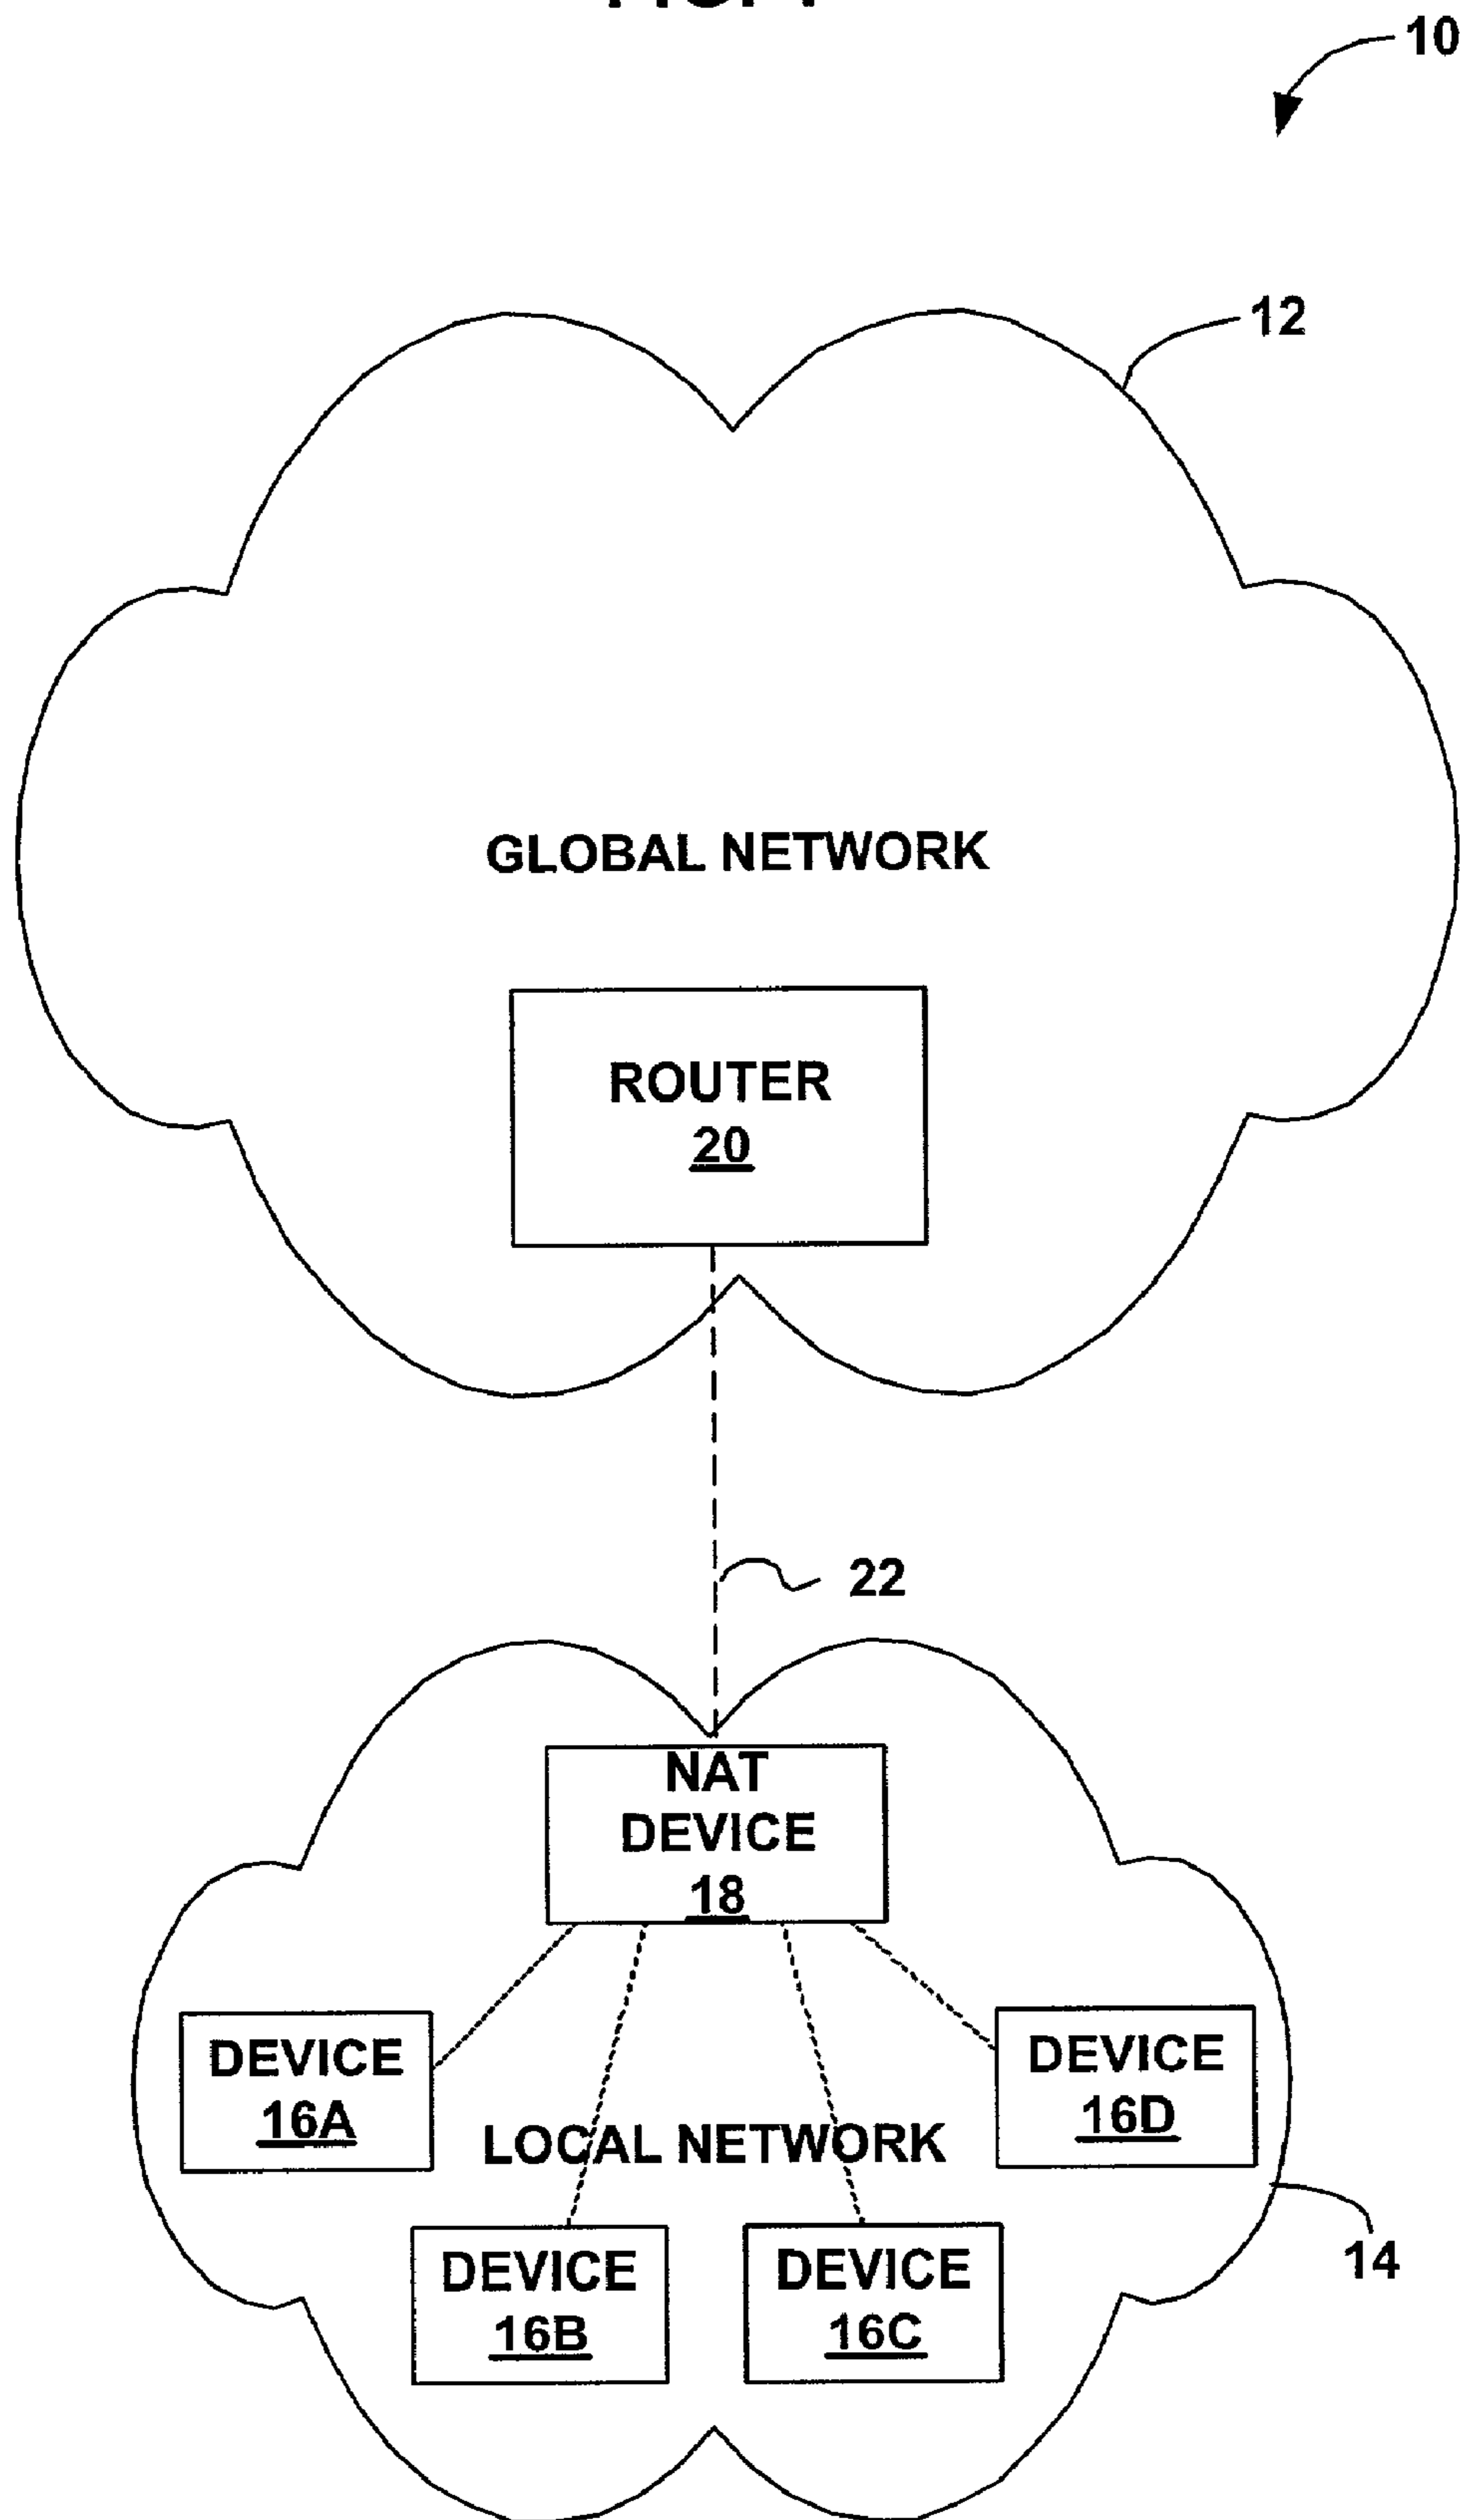 10
12
GLOBAL NETWORK
ROUTER
20
22
NAT
DEVICE
18
DEVICE
16A
DEVICE
16D
LOCAL NETWORK
DEVICE
16B
DEVICE
16C
14